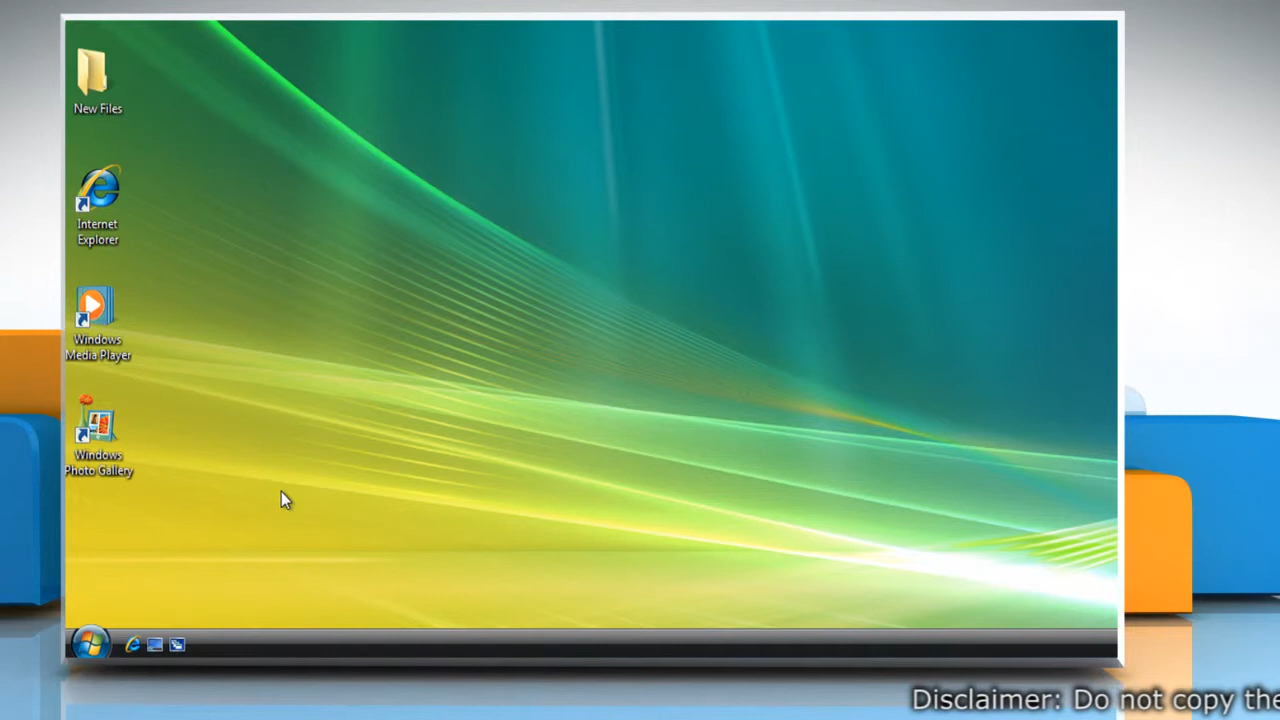 New Files
Internet
Explorer
Windows
Media Player
Windows
Photo Gallery
Disclaimer: Do not copy the